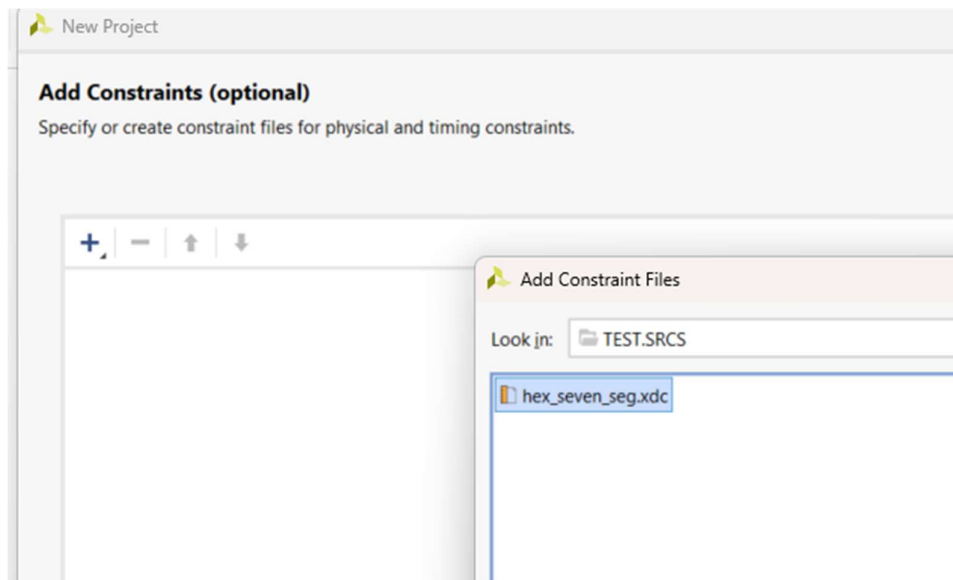 New Project
Add Constraints (optional)
Specify or create constraint files for physical and timing constraints.
Add Constraint Files
Look in: TEST.SRCS
hex_seven_seg.xdc